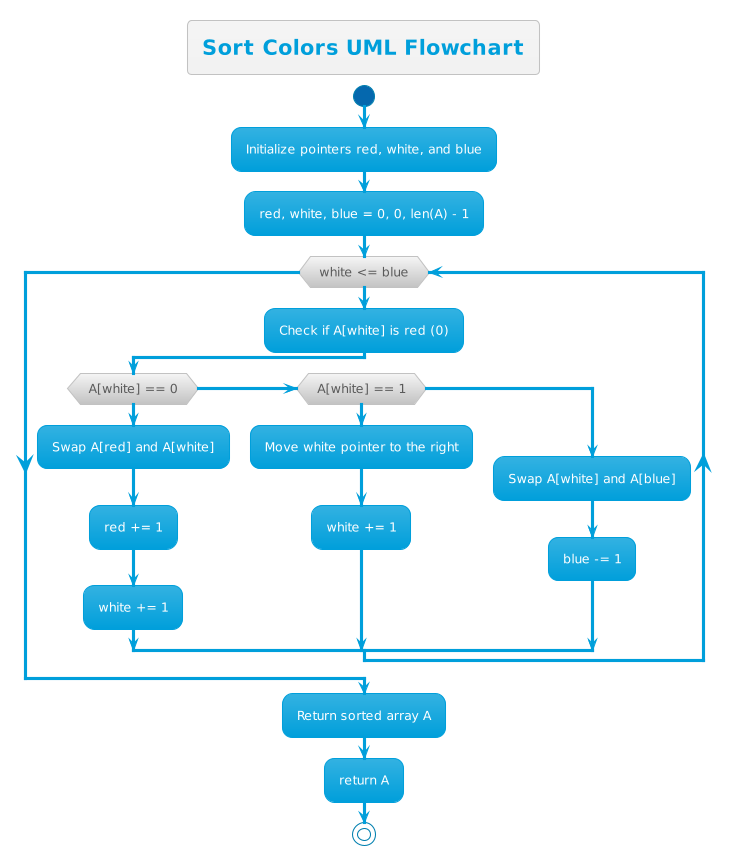 Sort Colors UML Flowchart
Initialize pointers red, white, and blue
red, white, blue = 0, 0, len(A) - 1
white <= blue
Check if A[white] is red (0)
A[white] == 0
A[white] == 1
Swap A[red] and A[white]
Move white pointer to the right
Swap A[white] and A[blue]
red += 1
white += 1
blue -= 1
white += 1
Return sorted array A
return A